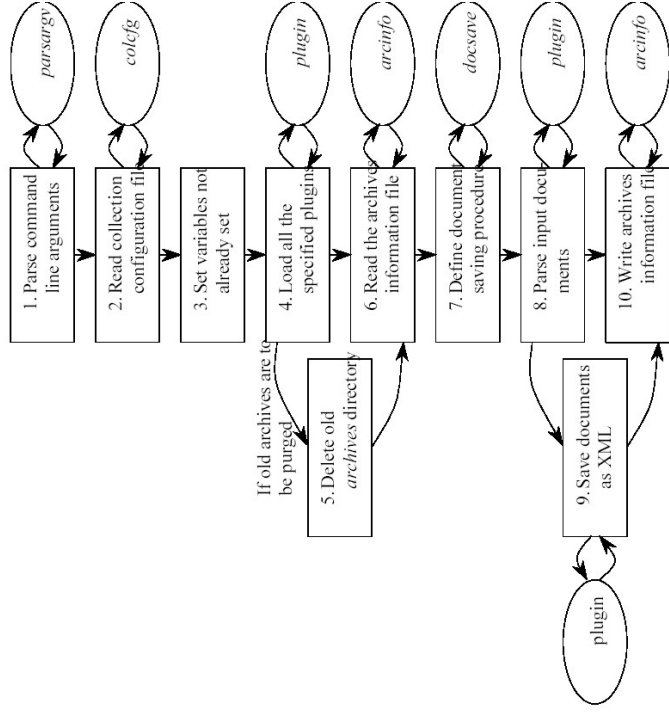 parsargv
1. Parse command
line arguments
colcfg
2. Read collection
configuration file
3. Set variables not
already set
plugin
4. Load all the
specified plugins
If old archives are to
be purged
5. Delete old
archives directory
arcinfo
6. Read the archives
information file
docsave
7. Define document
saving procedure
plugin
8. Parse input docu-
ments
9. Save documents
as XML
plugin
arcinfo
10. Write archives
information file